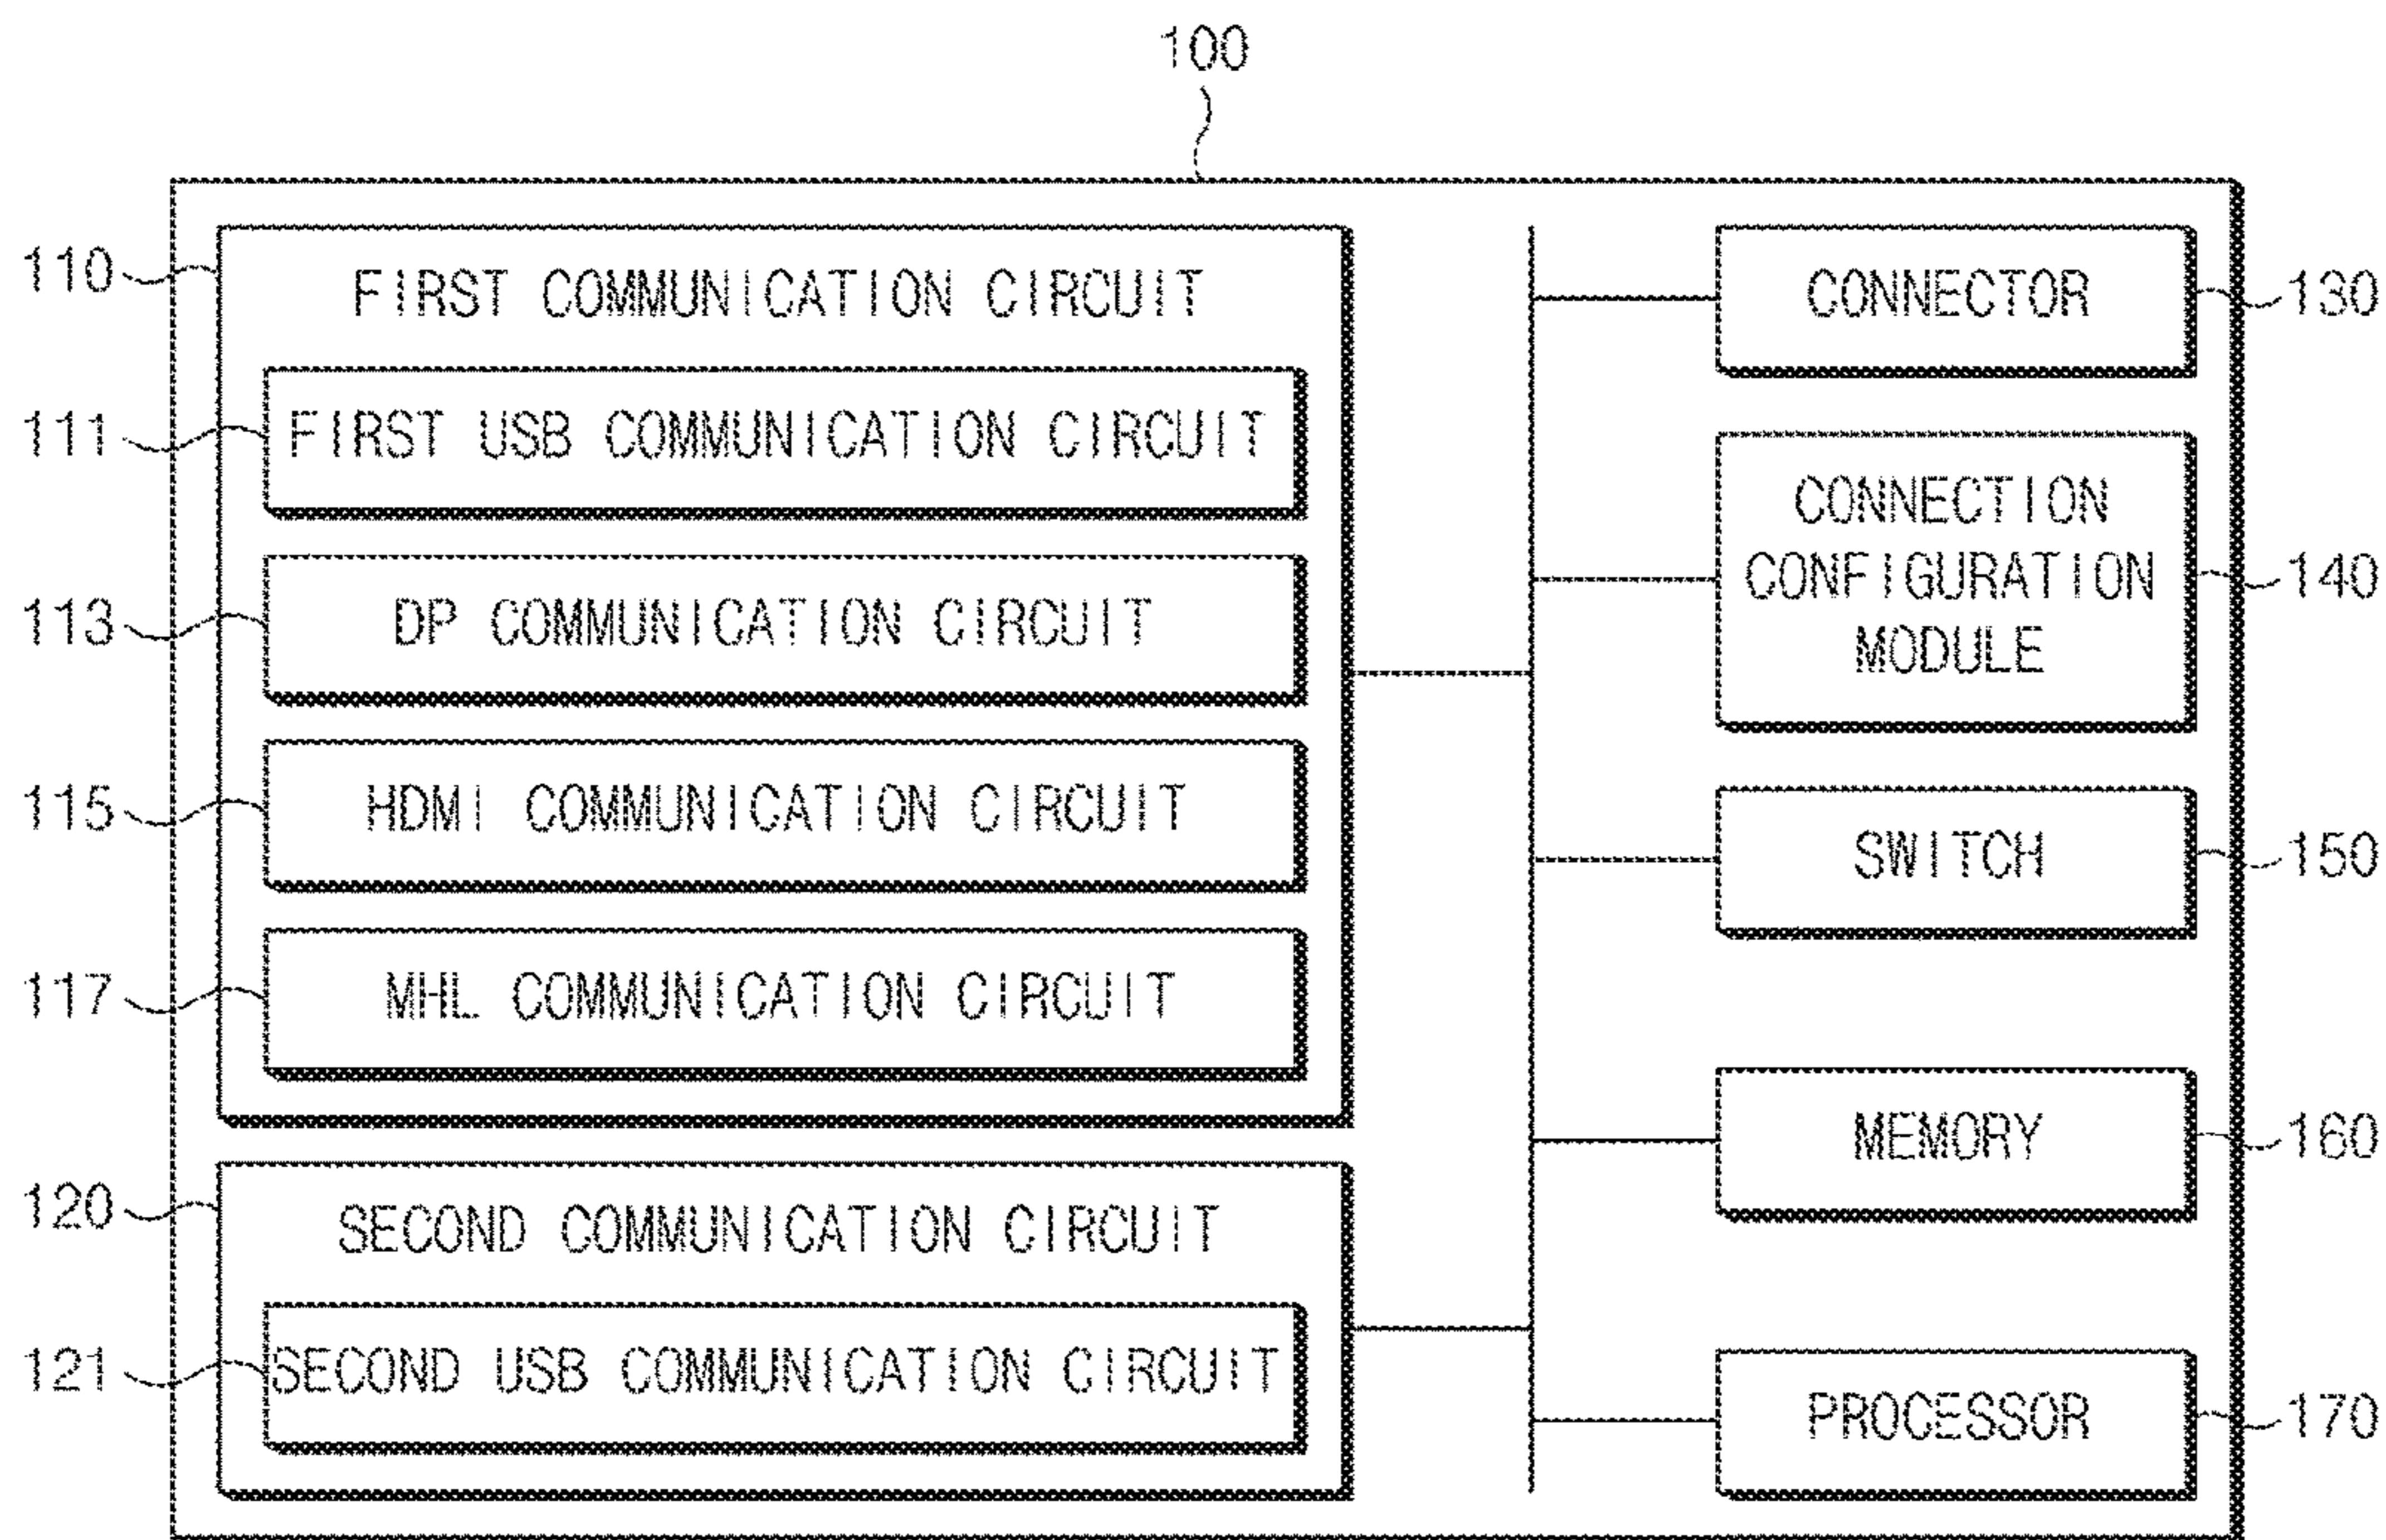 100
110
FIRST COMMUNICATION CIRCUIT
111
FIRST USB COMMUNICATION CIRCUIT
113
DP COMMUNICATION CIRCUIT
115
HDMI COMMUNICATION CIRCUIT
117
MHL COMMUNICATION CIRCUIT
120
SECOND COMMUNICATION CIRCUIT
121
SECOND USB COMMUNICATION CIRCUIT
CONNECTOR
130
CONNECTION
CONFIGURATION
MODULE
140
SWITCH
150
MEMORY
160
PROCESSOR
170